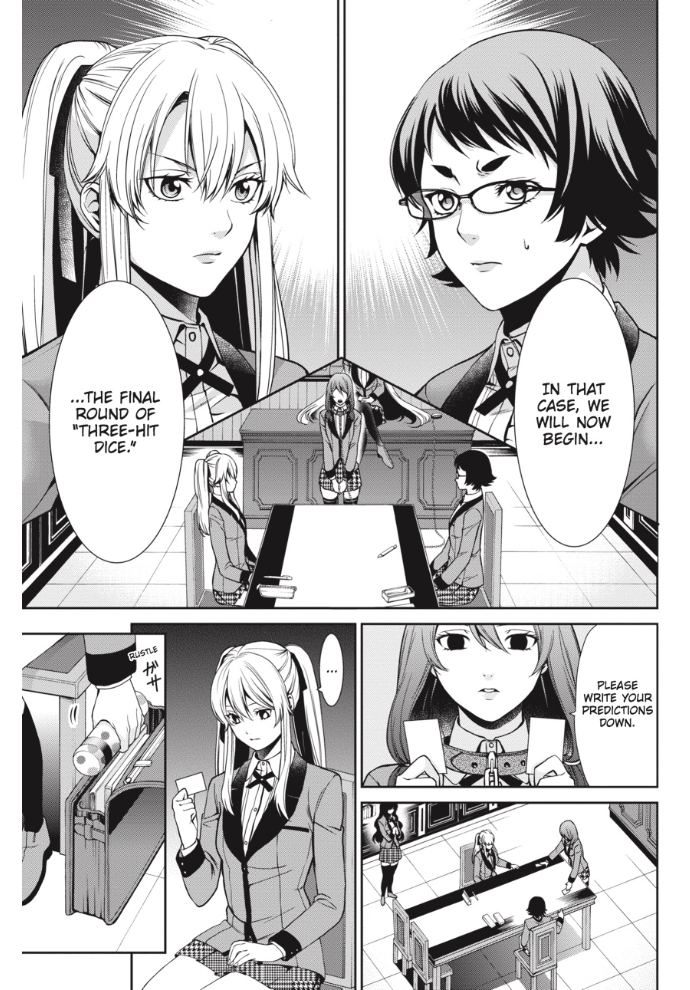 IN THAT
CASE, WE
WILL NOW
BEGIN...
...THE FINAL
ROUND OF
"THREE-HIT
DICE."
PLEASE
WRITE YOUR
PREDICTIONS
DOWN.
...
RUSTLE
ガサ